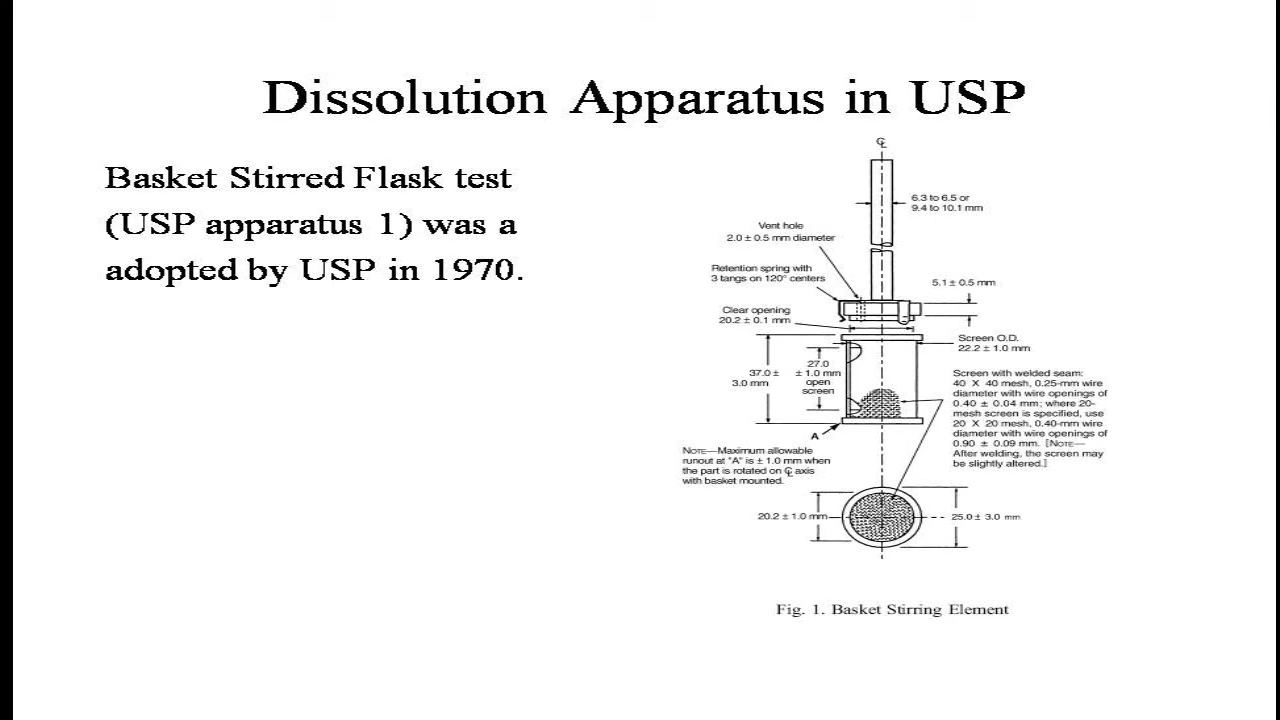 Dissolution Apparatus in USP
Basket Stirred Flask test
(USP apparatus 1) was a
adopted by USP in 1970.
℄
6.3 to 6.5 or
9.4 to 10.1 mm
Vent hole
2.0 ± 0.5 mm diameter
Retention spring with
3 tangs on 120° centers
5.1 ± 0.5 mm
Clear opening
20.2 ± 0.1 mm
Screen O.D.
22.2 ± 1.0 mm
27.0
± 1.0 mm
open
screen
37.0 ±
3.0 mm
Screen with welded seam:
40 X 40 mesh, 0.25-mm wire
diameter with wire openings of
0.40 ± 0.04 mm; where 20-
mesh screen is specified, use
20 X 20 mesh, 0.40-mm wire
diameter with wire openings of
0.90 ± 0.09 mm. [NOTE—
After welding, the screen may
be slightly altered.]
A
NOTE—Maximum allowable
runout at "A" is ± 1.0 mm when
the part is rotated on ℄ axis
with basket mounted.
20.2 ± 1.0 mm
25.0 ± 3.0 mm
Fig. 1. Basket Stirring Element